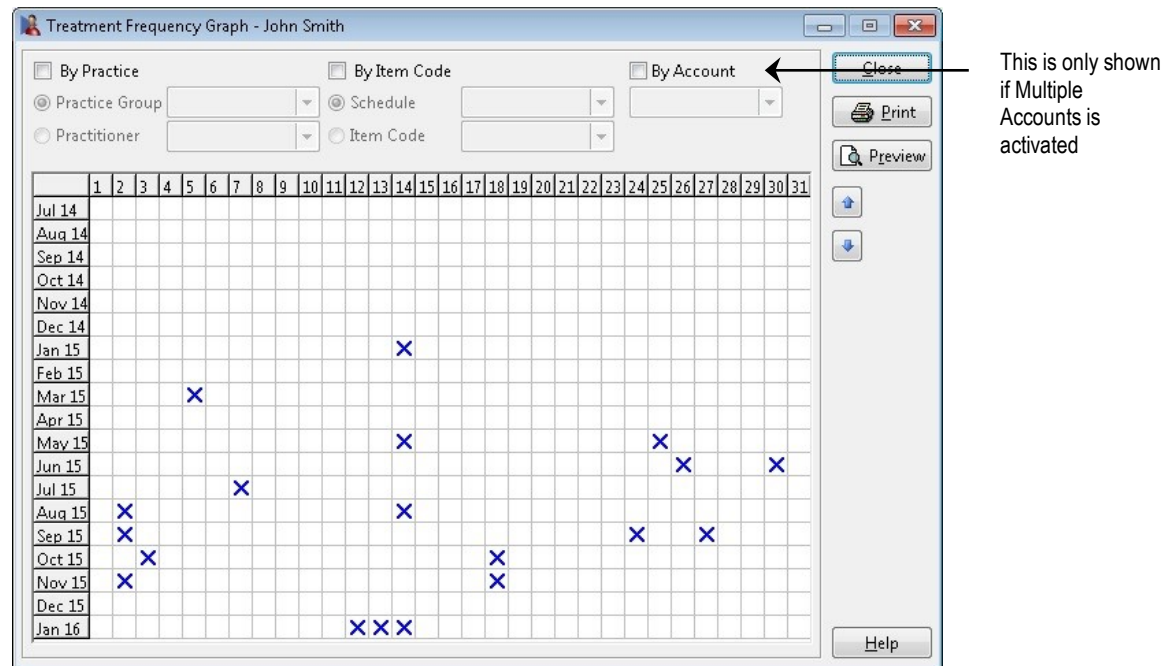 Treatment Frequency Graph - John Smith
By Practice By Item Code By Account Close
Practice Group Schedule
Print
Practitioner Item Code
Preview
This is only shown
if Multiple
Accounts is
activated
1 2 3 4 5 6 7 8 9 10 11 12 13 14 15 16 17 18 19 20 21 22 23 24 25 26 27 28 29 30 31
Jul 14
Aug 14
Sep 14
Oct 14
Nov 14
Dec 14
Jan 15
Feb 15
Mar 15
Apr 15
May 15
Jun 15
Jul 15
Aug 15
Sep 15
Oct 15
Nov 15
Dec 15
Jan 16
Help